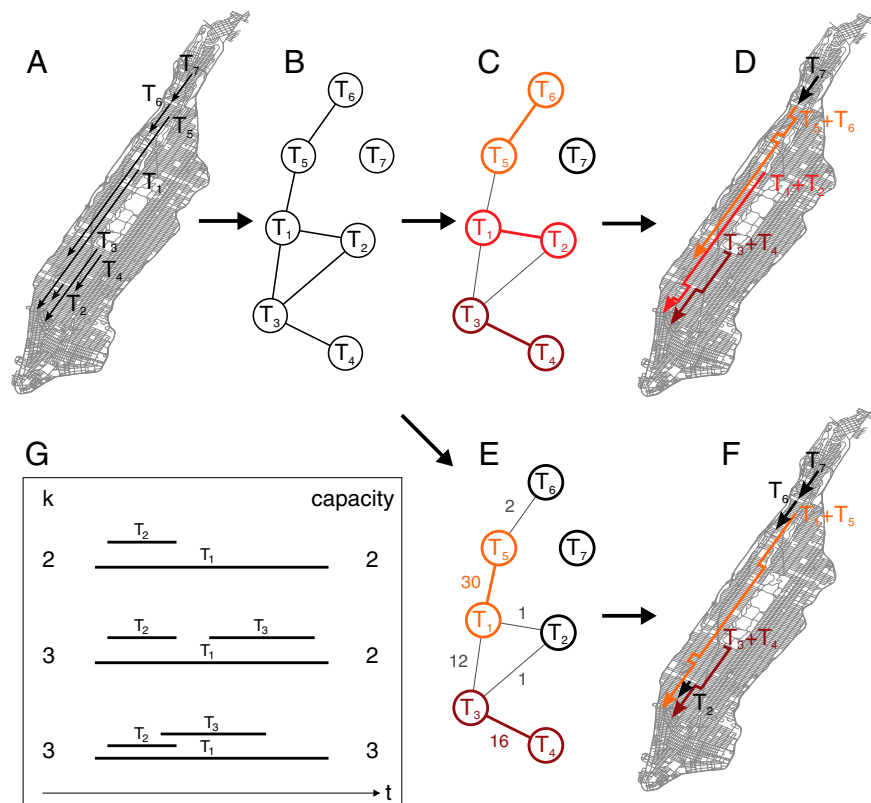 A
T7
T6
T5
T1
T3
T4
T2
B
T6
T5
T7
T1
T2
T3
T4
C
T6
T5
T7
T1
T2
T3
T4
D
T7
T5+T6
T1+T2
T3+T4
G
k
capacity
T2
T1
2
2
T2
T3
T1
3
2
T3
T2
T1
3
3
t
E
T6
2
T5
T7
30
T1
1
T2
12
1
T3
16
T4
F
T7
T6
T1+T5
T3+T4
T2